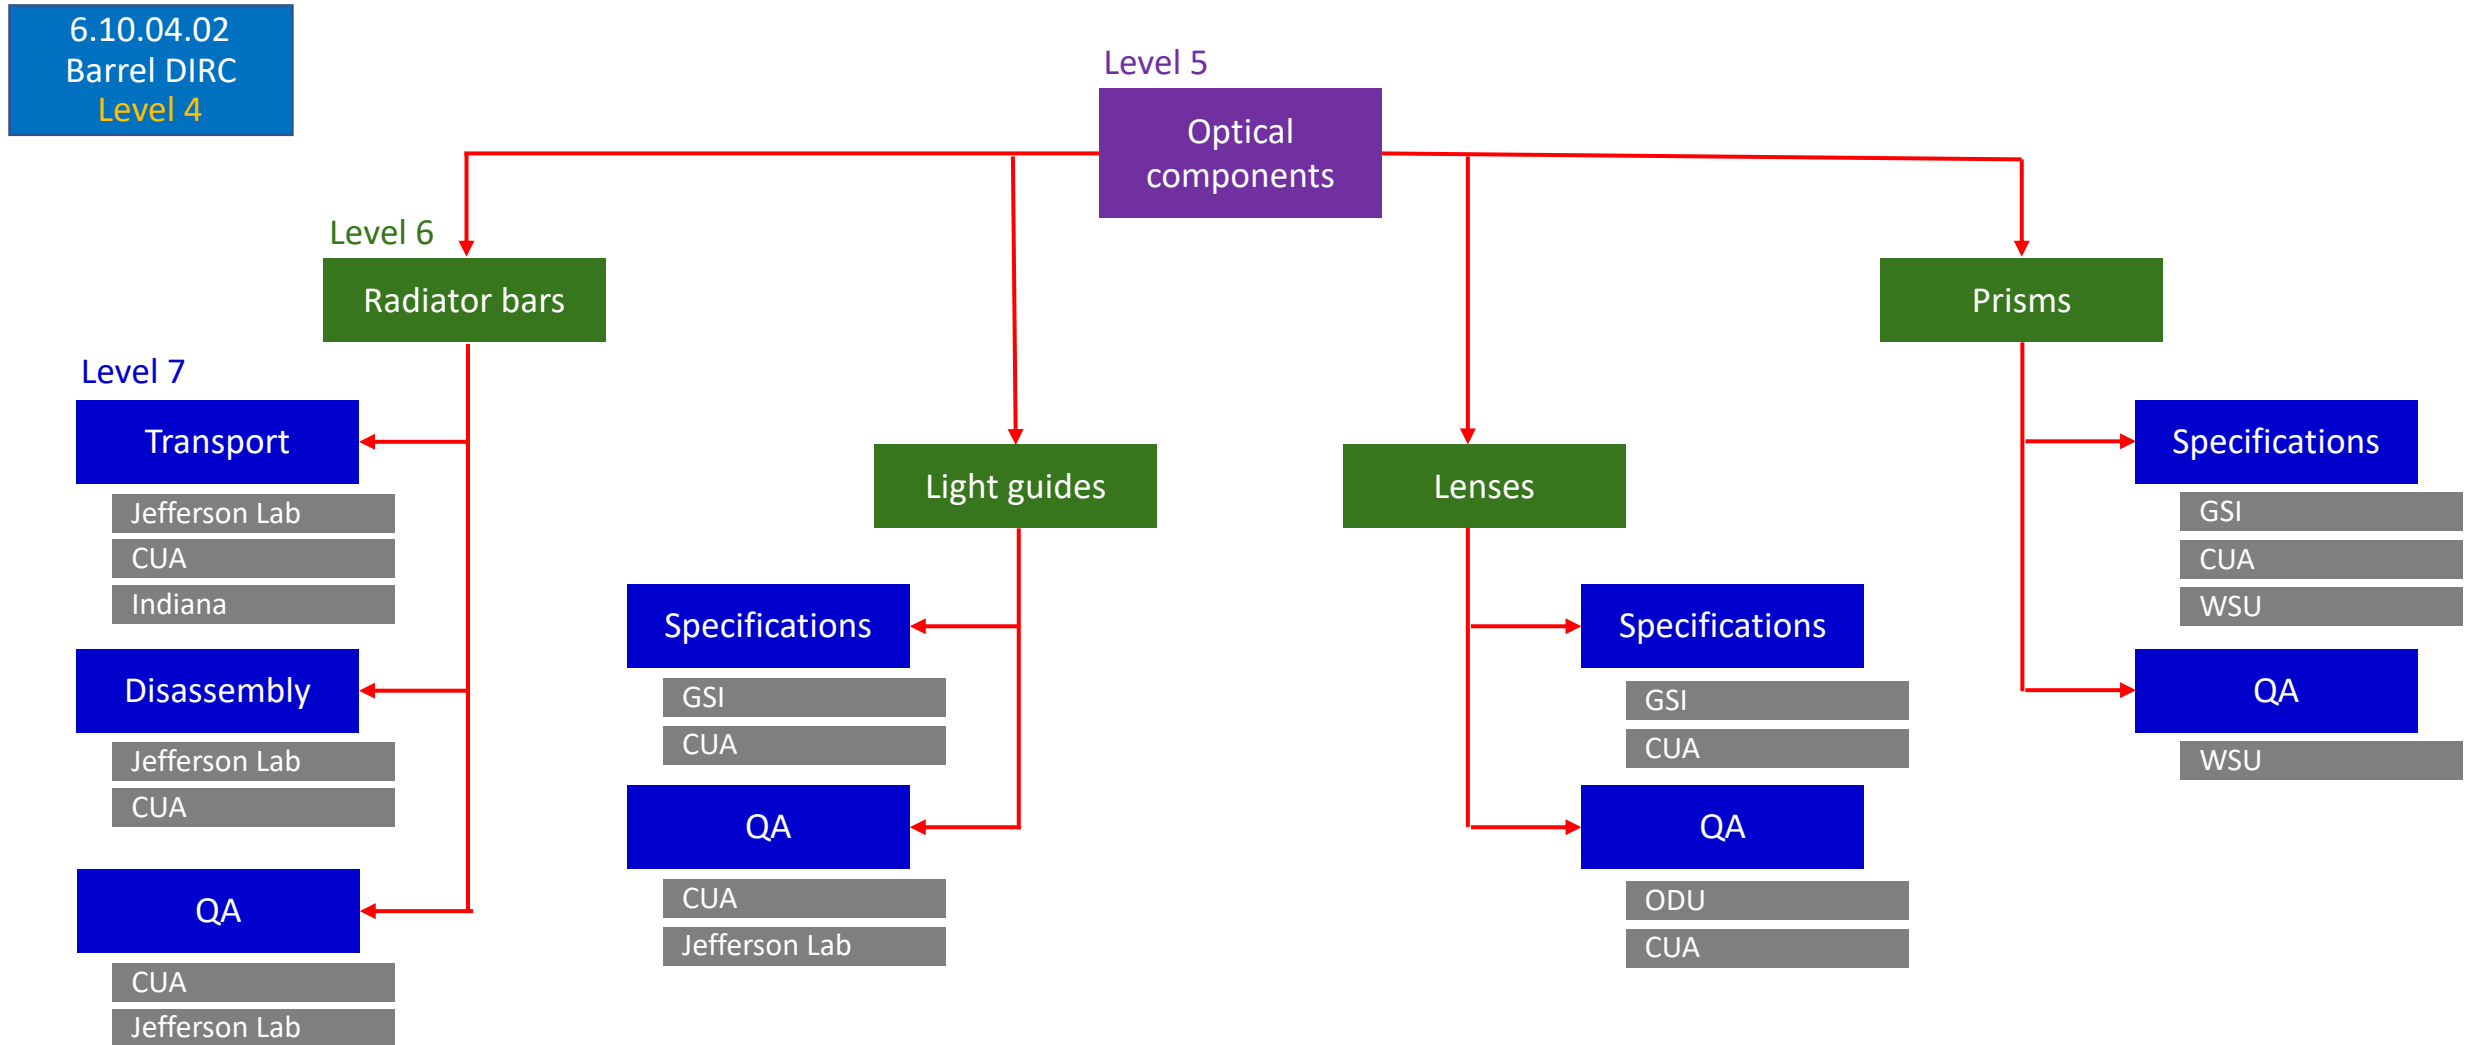 6.10.04.02
Barrel DIRC
Level 4
Level 5
Optical
components
Level 6
Radiator bars
Level 7
Transport
Jefferson Lab
CUA
Indiana
Disassembly
Jefferson Lab
CUA
QA
CUA
Jefferson Lab
Light guides
Specifications
GSI
CUA
QA
CUA
Jefferson Lab
Lenses
Specifications
GSI
CUA
QA
ODU
CUA
Prisms
Specifications
GSI
CUA
WSU
QA
WSU